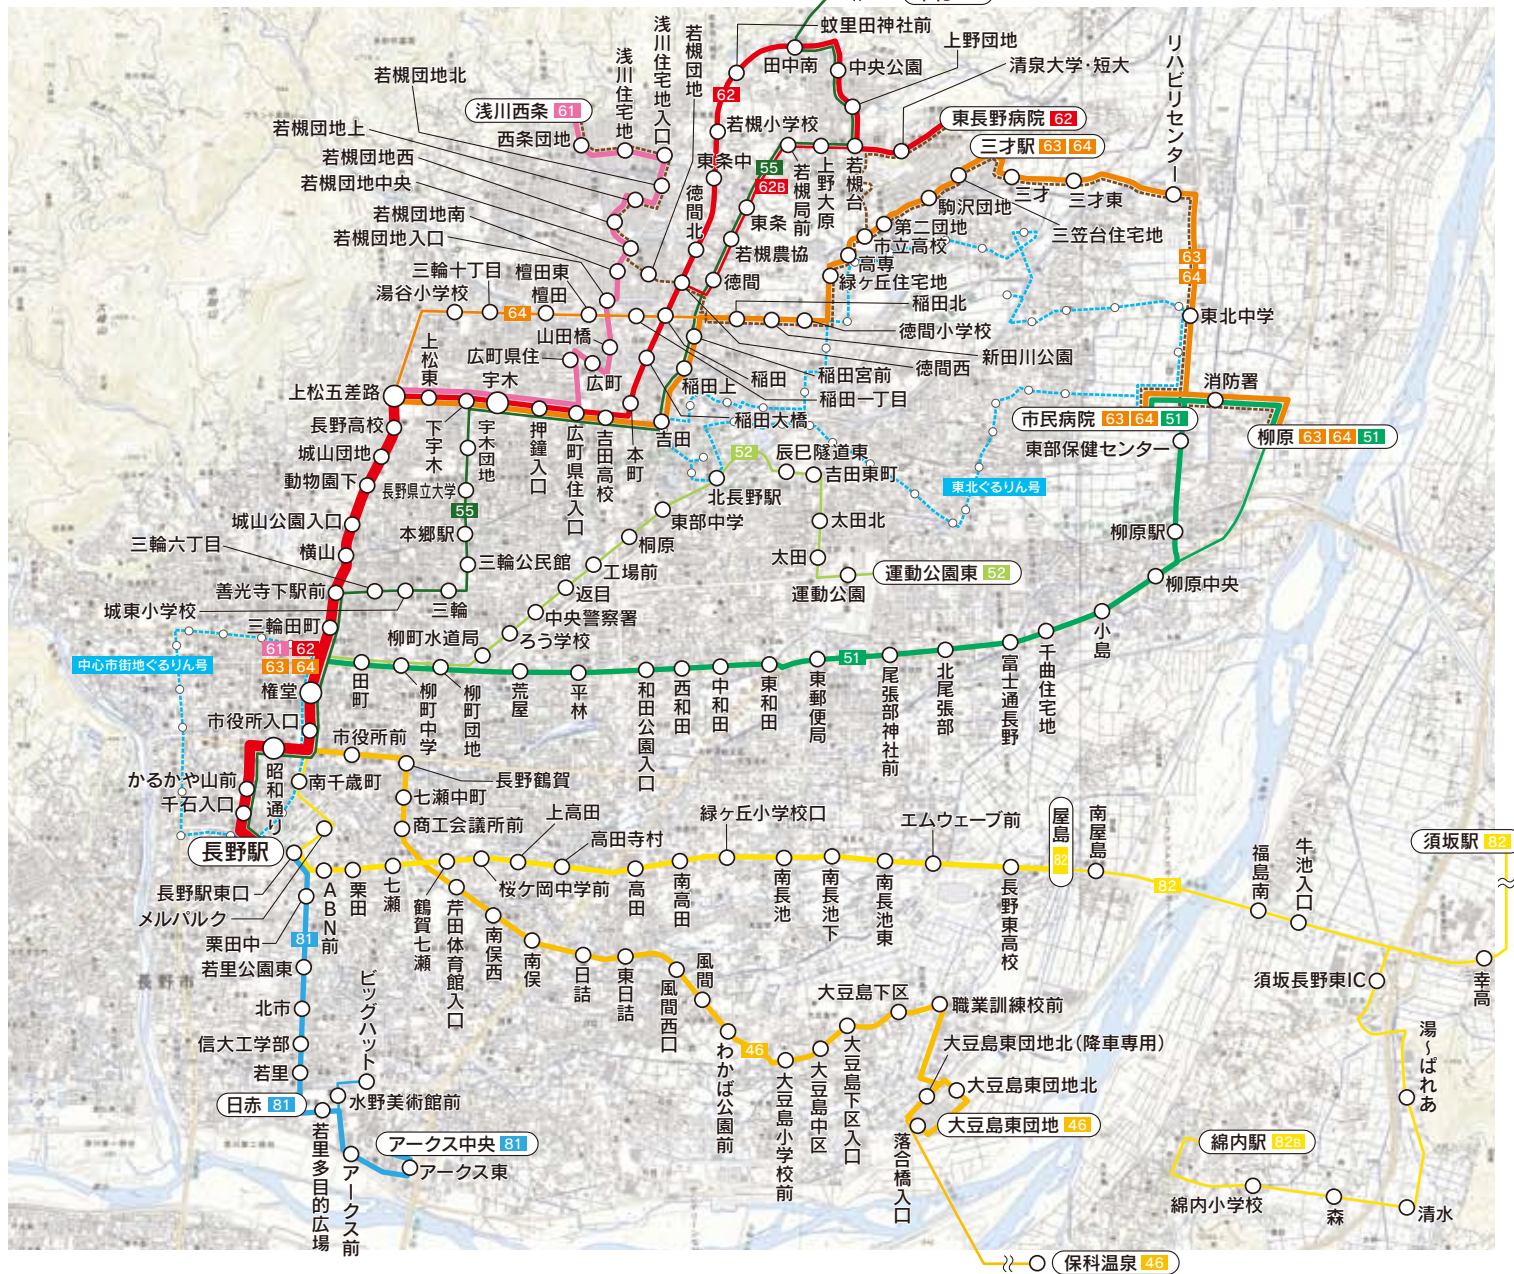 蚊里田神社前
上野団地
田中南
中央公園
清泉大学・短大
リハビリセンター
浅川住宅地入口
若槻団地
浅川住宅地
若槻団地北
62
浅川西条 61
西条団地
若槻小学校
東長野病院 62
若槻団地上
若槻団地西
若槻団地中央
東条中
55
62B
若槻局前
上野大原
若槻台
三才駅 63 64
三才
三才東
駒沢団地
三笠台住宅地
第二団地
市立高校
高専
緑ヶ丘住宅地
若槻団地南
若槻団地入口
徳間北
東条
若槻農協
徳間
63
64
三輪十丁目
檀田東
湯谷小学校
檀田
64
山田橋
広町県住
広町
稲田北
徳間小学校
新田川公園
徳間西
稲田宮前
稲田
稲田一丁目
稲田上
稲田大橋
東北中学
消防署
市民病院 63 64 51
柳原 63 64 51
東部保健センター
上松東
宇木
上松五差路
長野高校
城山団地
動物園下
下宇木
宇木団地
押鐘入口
広町県住入口
吉田高校
本町
吉田
52
辰巳隧道東
吉田東町
北長野駅
東北ぐるりん号
長野県立大学
55
城山公園入口
本郷駅
横山
三輪六丁目
三輪公民館
善光寺下駅前
城東小学校
三輪
三輪田町
東部中学
桐原
工場前
返目
中央警察署
ろう学校
柳町水道局
太田北
太田
運動公園
運動公園東 52
柳原駅
柳原中央
小島
中心市街地ぐるりん号
61 62
63 64
権堂
田町
柳町中学
柳町団地
荒屋
平林
和田公園入口
西和田
中和田
東和田
東郵便局
51
尾張部神社前
北尾張部
富士通長野
千曲住宅地
市役所入口
市役所前
昭和通り
かるかや山前
千石入口
南千歳町
長野鶴賀
七瀬中町
商工会議所前
長野駅
上高田
高田寺村
緑ヶ丘小学校口
エムウェーブ前
屋島 82
南屋島
須坂駅 82
長野駅東口
メルパルク
ABN前
栗田
七瀬
鶴賀七瀬
桜ケ岡中学前
高田
南高田
南長池
南長池下
南長池東
長野東高校
82
福島南
牛池入口
幸高
須坂長野東IC
栗田中
81
若里公園東
北市
信大工学部
若里
日赤 81
ビッグハット
水野美術館前
芹田体育館入口
南俣西
南俣
日詰
東日詰
風間西口
風間
わかば公園前
46
大豆島小学校前
大豆島中区
大豆島下区入口
大豆島下区
職業訓練校前
大豆島東団地北(降車専用)
大豆島東団地北
大豆島東団地 46
落合橋入口
湯〜ぱれあ
綿内駅 82B
綿内小学校
森
清水
アークス中央 81
アークス東
若里多目的広場
アークス前
保科温泉 46
長野市